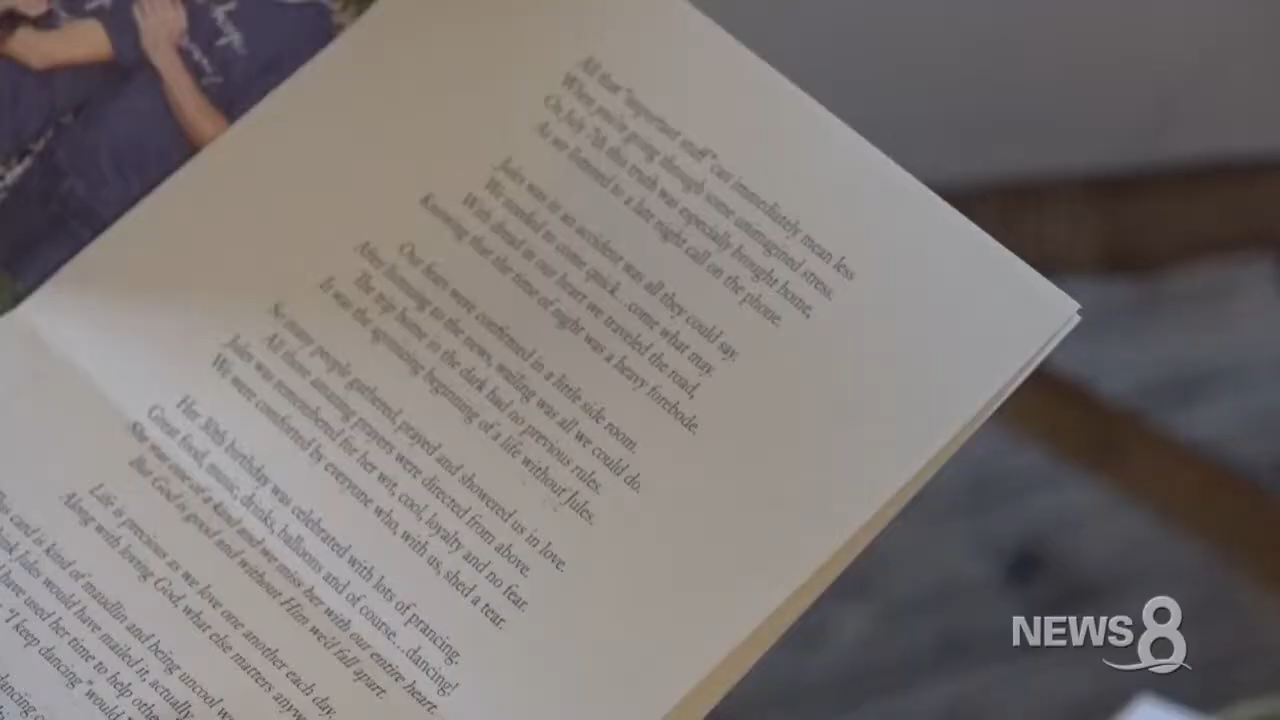 All that "important stuff" can immediately mean less
When you're going though some unimagined stress.
On July 7th this truth was especially brought home,
As we listened to a late night call on the phone.
Jules was in an accident was all they could say.
We needed to come quick...come what may.
With dread in our heart we traveled the road,
Knowing that the time of night was a heavy forebode.
Our fears were confirmed in a little side room.
After listening to the news, wailing was all we could do.
The trip home in the dark had no previous rules.
It was the agonizing beginning of a life without Jules.
So many people gathered, prayed and showered us in love.
All those amazing prayers were directed from above.
Jules was remembered for her wit, cool, loyalty and no fear.
We were comforted by everyone who, with us, shed a tear.
Her 30th birthday was celebrated with lots of prancing.
Great food, music, drinks, balloons and of course...dancing!
She was one of a kind and we miss her with our entire heart.
But God is good and without Him we'd fall apart.
Life is precious as we love one another each day.
Along with loving God, what else matters anyw
This card is kind of maudlin and being uncool w
Jules would have mailed it, actually
have used her time to help othe
"I keep dancing" would
dancing
NEWS 8